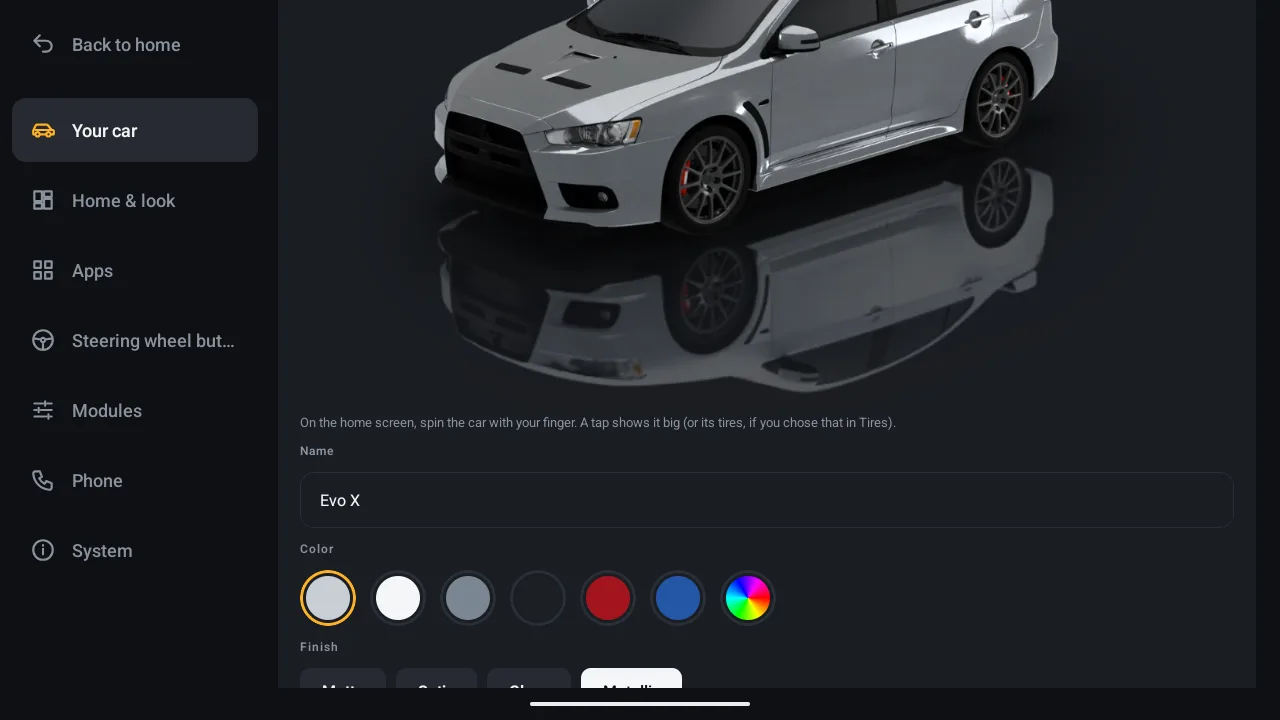 Back to home
Your car
Home & look
Apps
Steering wheel but...
Modules
Phone
System
On the home screen, spin the car with your finger. A tap shows it big (or its tires, if you chose that in Tires).
Name
Evo X
Color
Finish